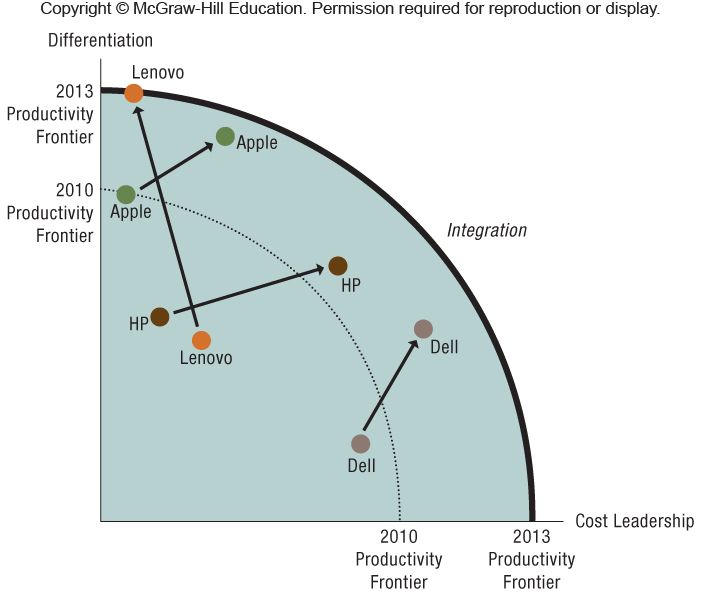 Copyright © McGraw-Hill Education. Permission required for reproduction or display.
Differentiation
Lenovo
2013
Productivity
Frontier
Apple
2010
Productivity
Frontier
Apple
Integration
HP
HP
Lenovo
Dell
Dell
Cost Leadership
2010
Productivity
Frontier
2013
Productivity
Frontier